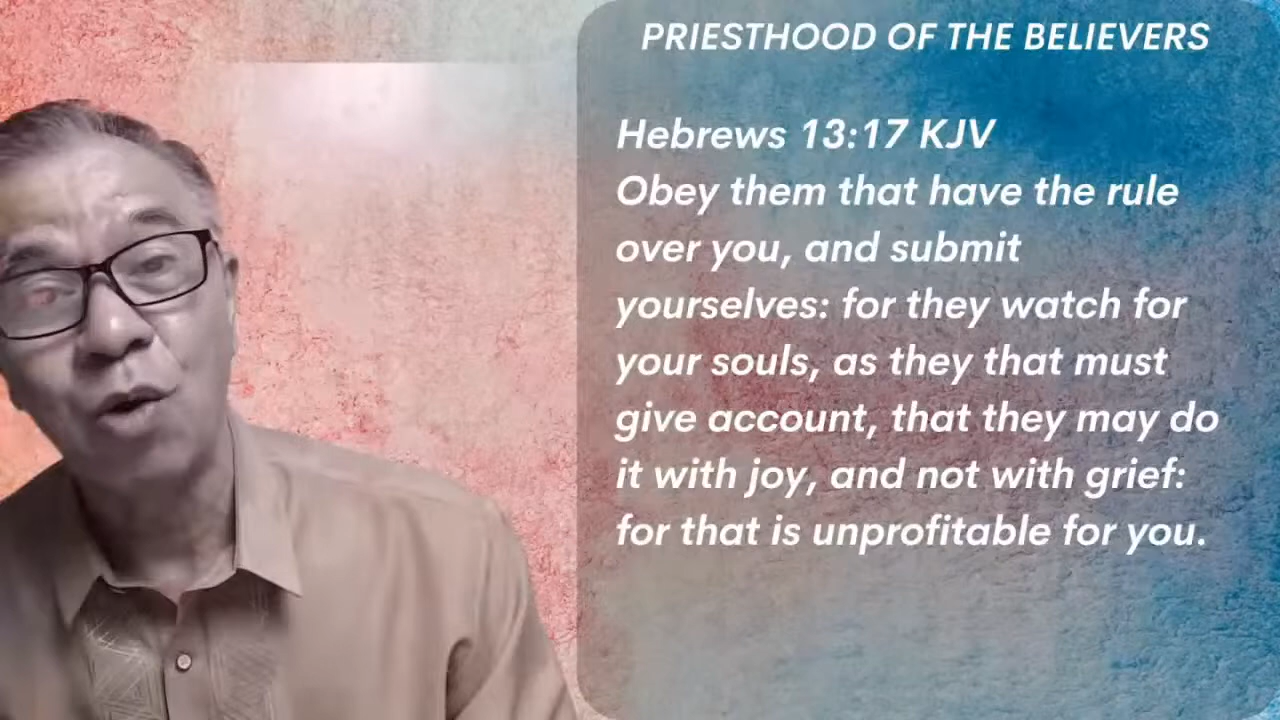 PRIESTHOOD OF THE BELIEVERS
Hebrews 13:17 KJV
Obey them that have the rule
over you, and submit
yourselves: for they watch for
your souls, as they that must
give account, that they may do
it with joy, and not with grief:
for that is unprofitable for you.